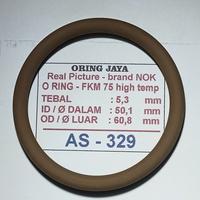 ORING JAYA
Real Picture - brand NOK
O RING - FKM 75 high temp
TEBAL : 5,3 mm
ID / Ø DALAM : 50,1 mm
OD / Ø LUAR : 60,8 mm
AS - 329